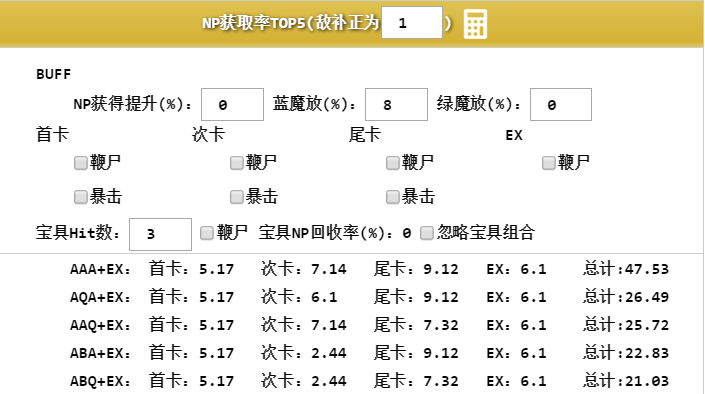 NP获取率TOP5(敌补正为 1 )
BUFF
NP获得提升(%): 0 蓝魔放(%): 8 绿魔放(%): 0
首卡 次卡 尾卡 EX
鞭尸 鞭尸 鞭尸 鞭尸
暴击 暴击 暴击
宝具Hit数: 3 鞭尸 宝具NP回收率(%): 0 忽略宝具组合
AAA+EX: 首卡: 5.17 次卡: 7.14 尾卡: 9.12 EX: 6.1 总计:47.53
AQA+EX: 首卡: 5.17 次卡: 6.1 尾卡: 9.12 EX: 6.1 总计:26.49
AAQ+EX: 首卡: 5.17 次卡: 7.14 尾卡: 7.32 EX: 6.1 总计:25.72
ABA+EX: 首卡: 5.17 次卡: 2.44 尾卡: 9.12 EX: 6.1 总计:22.83
ABQ+EX: 首卡: 5.17 次卡: 2.44 尾卡: 7.32 EX: 6.1 总计:21.03